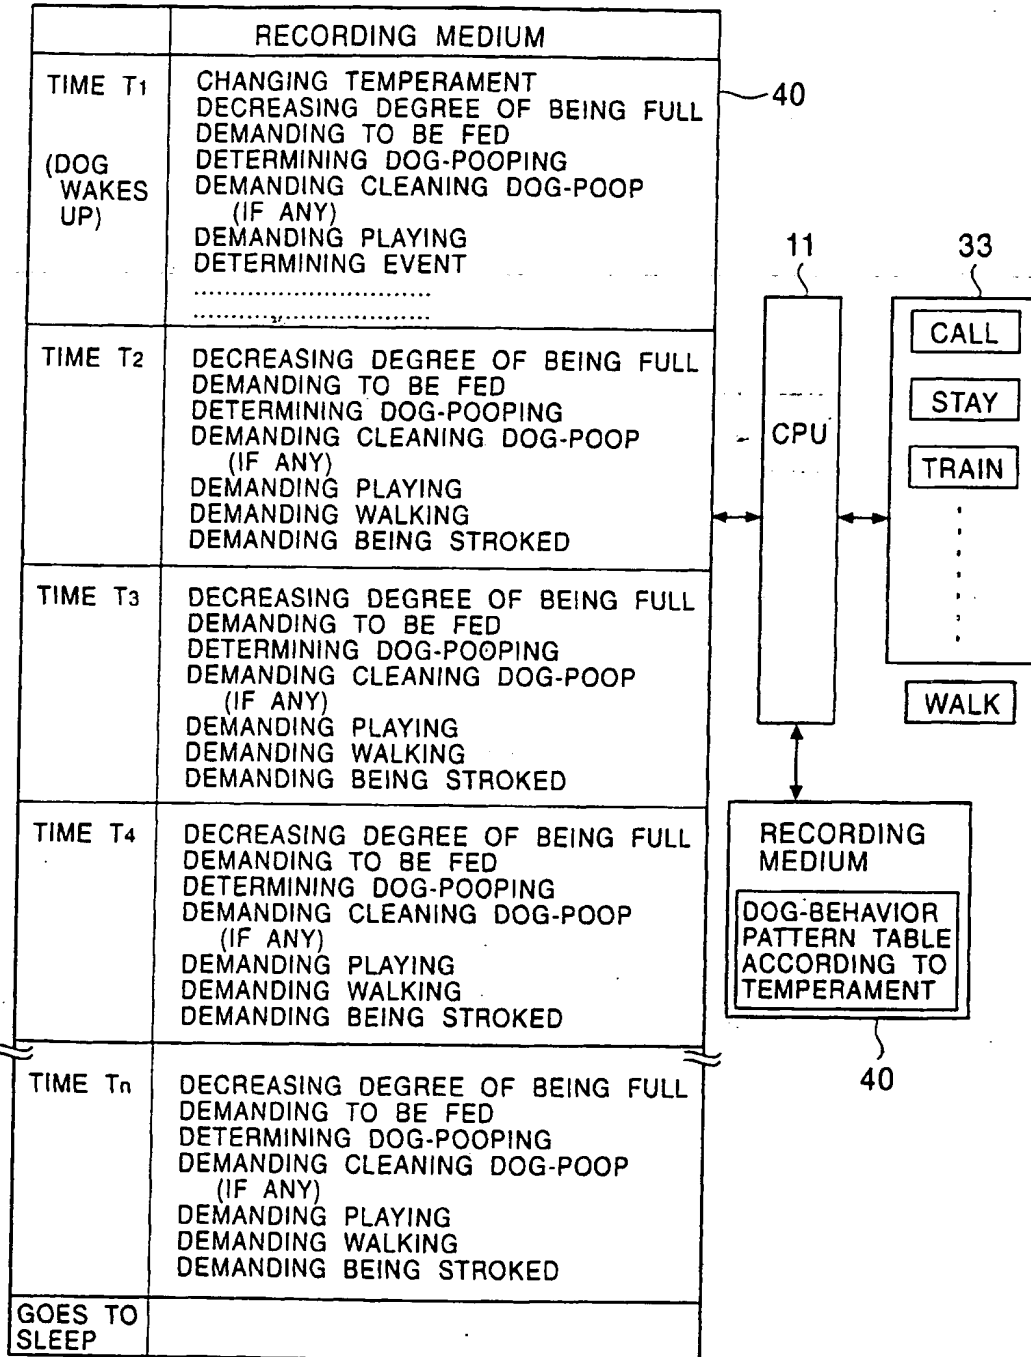 RECORDING MEDIUM
TIME T1
(DOG
WAKES
UP)
CHANGING TEMPERAMENT
DECREASING DEGREE OF BEING FULL
DEMANDING TO BE FED
DETERMINING DOG-POOPING
DEMANDING CLEANING DOG-POOP
(IF ANY)
DEMANDING PLAYING
DETERMINING EVENT
..............................
..............................
40
TIME T2
DECREASING DEGREE OF BEING FULL
DEMANDING TO BE FED
DETERMINING DOG-POOPING
DEMANDING CLEANING DOG-POOP
(IF ANY)
DEMANDING PLAYING
DEMANDING WALKING
DEMANDING BEING STROKED
TIME T3
DECREASING DEGREE OF BEING FULL
DEMANDING TO BE FED
DETERMINING DOG-POOPING
DEMANDING CLEANING DOG-POOP
(IF ANY)
DEMANDING PLAYING
DEMANDING WALKING
DEMANDING BEING STROKED
TIME T4
DECREASING DEGREE OF BEING FULL
DEMANDING TO BE FED
DETERMINING DOG-POOPING
DEMANDING CLEANING DOG-POOP
(IF ANY)
DEMANDING PLAYING
DEMANDING WALKING
DEMANDING BEING STROKED
TIME Tn
DECREASING DEGREE OF BEING FULL
DEMANDING TO BE FED
DETERMINING DOG-POOPING
DEMANDING CLEANING DOG-POOP
(IF ANY)
DEMANDING PLAYING
DEMANDING WALKING
DEMANDING BEING STROKED
GOES TO
SLEEP
11
CPU
33
CALL
STAY
TRAIN
WALK
RECORDING
MEDIUM
DOG-BEHAVIOR
PATTERN TABLE
ACCORDING TO
TEMPERAMENT
40